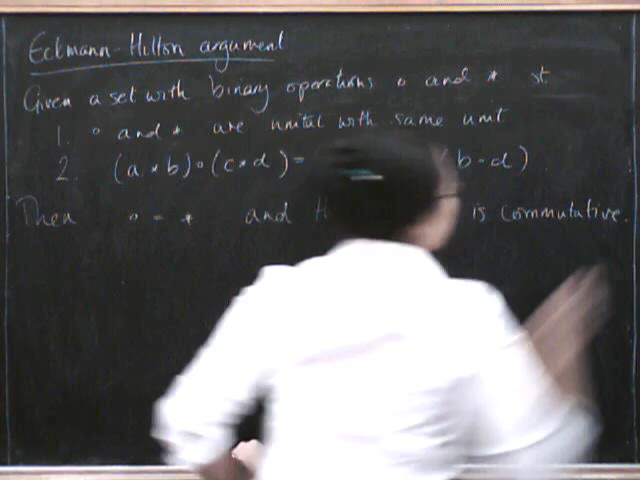 Eckmann-Hilton argument
Given a set with binary operations ∘ and * st
1. ∘ and * are unital with same unit
2. (a * b) ∘ (c * d) = b ∘ d)
Then ∘ = * and is commutative.